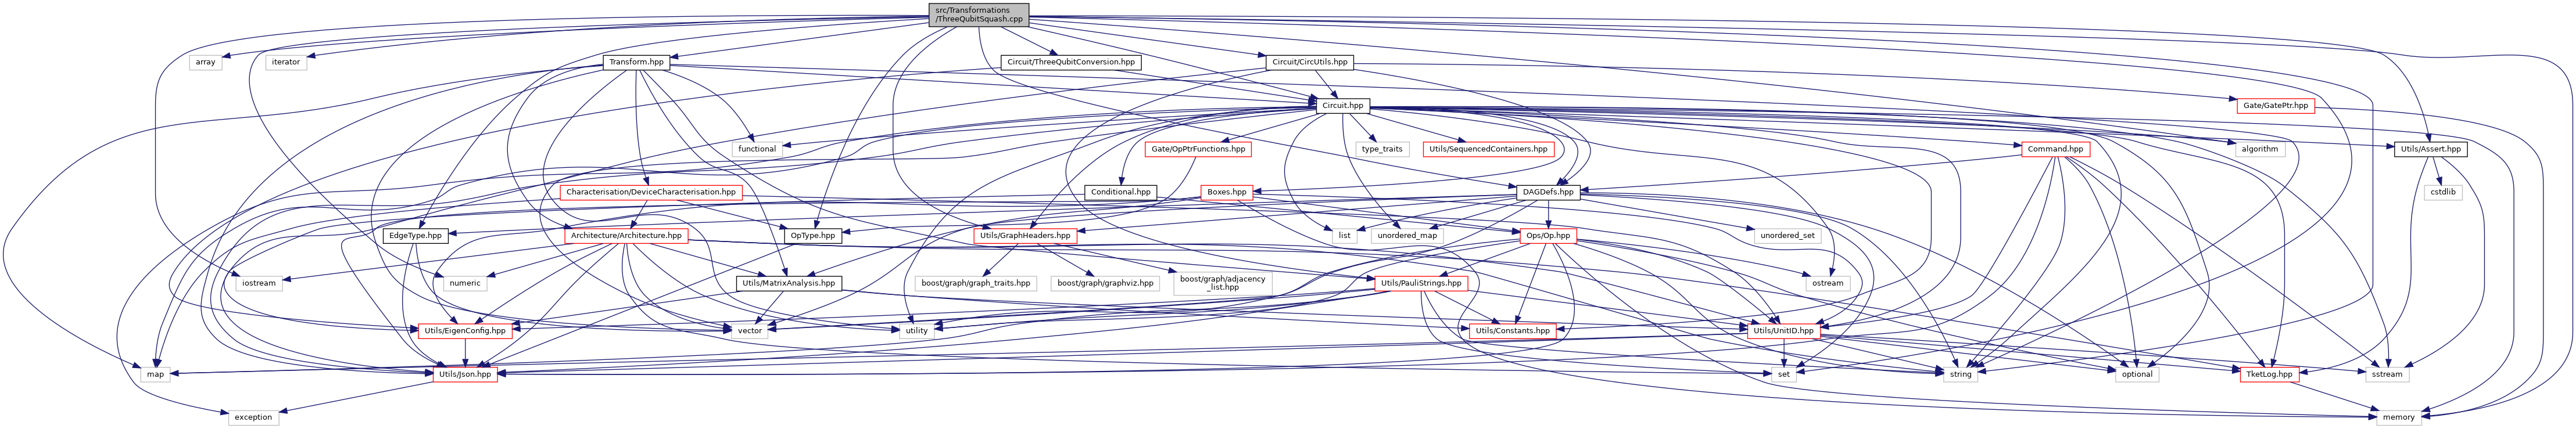 src/Transformations
/ThreeQubitSquash.cpp
array
iterator
Transform.hpp
Circuit/ThreeQubitConversion.hpp
Circuit/CircUtils.hpp
Circuit.hpp
Gate/GatePtr.hpp
functional
Gate/OpPtrFunctions.hpp
type_traits
Utils/SequencedContainers.hpp
Command.hpp
algorithm
Utils/Assert.hpp
Characterisation/DeviceCharacterisation.hpp
Conditional.hpp
Boxes.hpp
DAGDefs.hpp
cstdlib
EdgeType.hpp
Architecture/Architecture.hpp
OpType.hpp
Utils/GraphHeaders.hpp
list
unordered_map
Ops/Op.hpp
unordered_set
iostream
numeric
Utils/MatrixAnalysis.hpp
boost/graph/graph_traits.hpp
boost/graph/graphviz.hpp
boost/graph/adjacency
_list.hpp
Utils/PauliStrings.hpp
ostream
Utils/EigenConfig.hpp
vector
utility
Utils/Constants.hpp
Utils/UnitID.hpp
map
Utils/Json.hpp
set
string
optional
TketLog.hpp
sstream
exception
memory